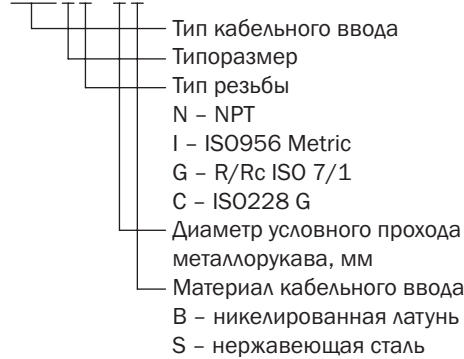 Тип кабельного ввода
Типоразмер
Тип резьбы
N – NPT
I – ISO956 Metric
G – R/Rc ISO 7/1
C – ISO228 G
Диаметр условного прохода
металлорукава, мм
Материал кабельного ввода
B – никелированная латунь
S – нержавеющая сталь